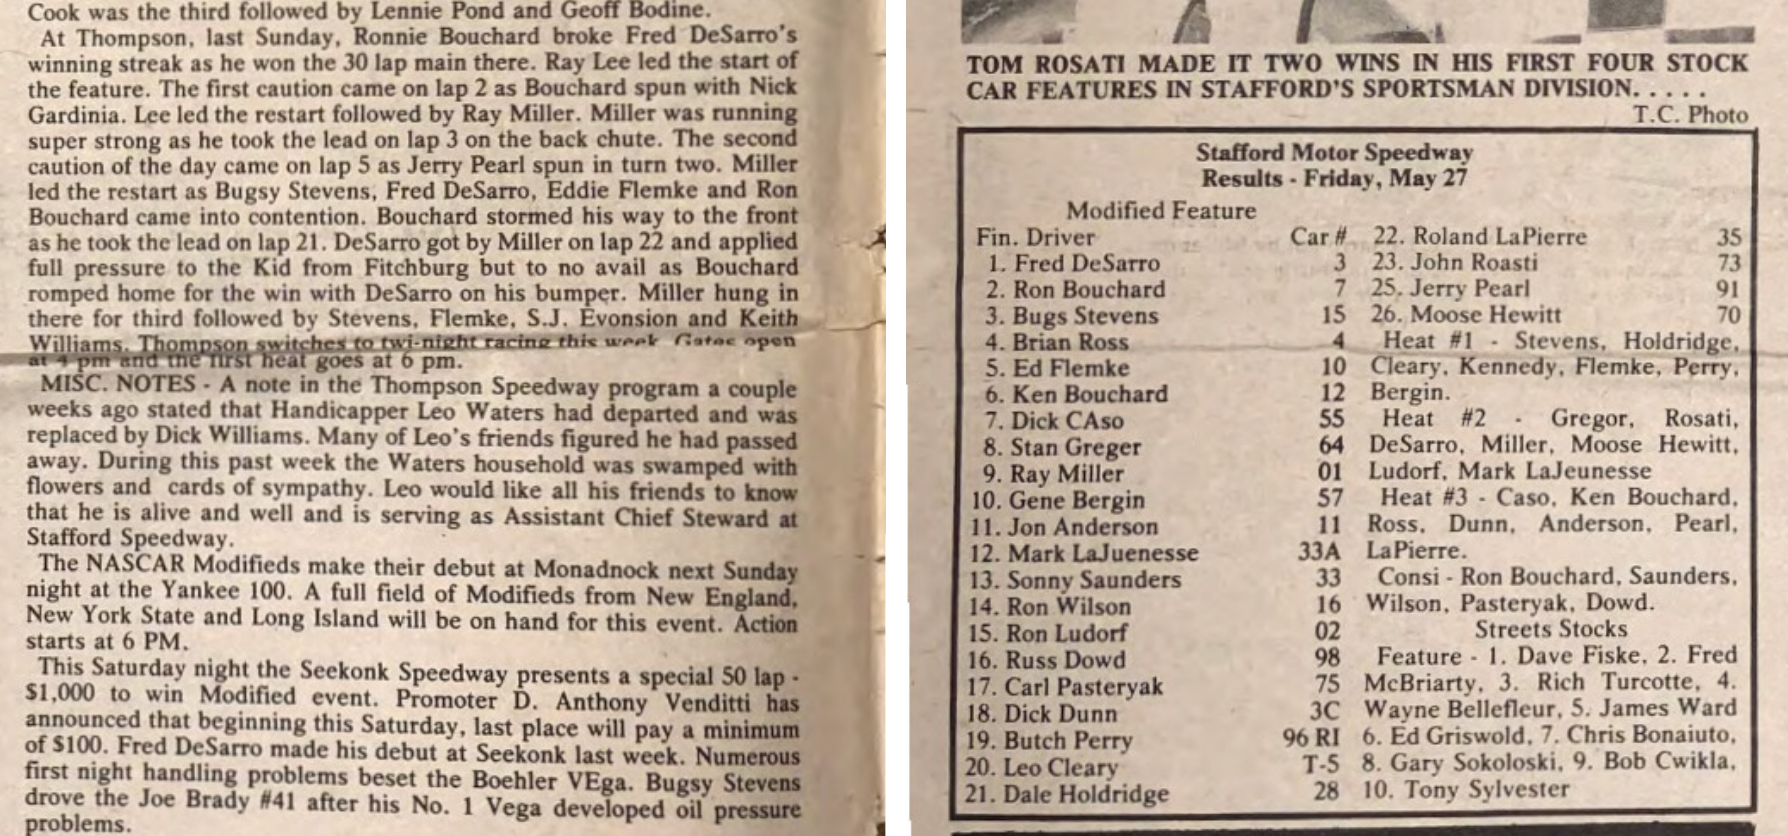 Cook was the third followed by Lennie Pond and Geoff Bodine.
At Thompson, last Sunday, Ronnie Bouchard broke Fred DeSarro's
winning streak as he won the 30 lap main there. Ray Lee led the start of
the feature. The first caution came on lap 2 as Bouchard spun with Nick
Gardinia. Lee led the restart followed by Ray Miller. Miller was running
super strong as he took the lead on lap 3 on the back chute. The second
caution of the day came on lap 5 as Jerry Pearl spun in turn two. Miller
led the restart as Bugsy Stevens, Fred DeSarro, Eddie Flemke and Ron
Bouchard came into contention. Bouchard stormed his way to the front
as he took the lead on lap 21. DeSarro got by Miller on lap 22 and applied
full pressure to the Kid from Fitchburg but to no avail as Bouchard
romped home for the win with DeSarro on his bumper. Miller hung in
there for third followed by Stevens, Flemke, S.J. Evonsion and Keith
Williams. Thompson switches to twi-night racing this week. Gates open
at 4 pm and the first heat goes at 6 pm.
MISC. NOTES - A note in the Thompson Speedway program a couple
weeks ago stated that Handicapper Leo Waters had departed and was
replaced by Dick Williams. Many of Leo's friends figured he had passed
away. During this past week the Waters household was swamped with
flowers and cards of sympathy. Leo would like all his friends to know
that he is alive and well and is serving as Assistant Chief Steward at
Stafford Speedway.
The NASCAR Modifieds make their debut at Monadnock next Sunday
night at the Yankee 100. A full field of Modifieds from New England,
New York State and Long Island will be on hand for this event. Action
starts at 6 PM.
This Saturday night the Seekonk Speedway presents a special 50 lap -
$1,000 to win Modified event. Promoter D. Anthony Venditti has
announced that beginning this Saturday, last place will pay a minimum
of $100. Fred DeSarro made his debut at Seekonk last week. Numerous
first night handling problems beset the Boehler VEga. Bugsy Stevens
drove the Joe Brady #41 after his No. 1 Vega developed oil pressure
problems.
TOM ROSATI MADE IT TWO WINS IN HIS FIRST FOUR STOCK
CAR FEATURES IN STAFFORD'S SPORTSMAN DIVISION. . . . .
T.C. Photo
Stafford Motor Speedway
Results - Friday, May 27
Modified Feature
Fin. Driver Car #
1. Fred DeSarro 3
2. Ron Bouchard 7
3. Bugs Stevens 15
4. Brian Ross 4
5. Ed Flemke 10
6. Ken Bouchard 12
7. Dick CAso 55
8. Stan Greger 64
9. Ray Miller 01
10. Gene Bergin 57
11. Jon Anderson 11
12. Mark LaJuenesse 33A
13. Sonny Saunders 33
14. Ron Wilson 16
15. Ron Ludorf 02
16. Russ Dowd 98
17. Carl Pasteryak 75
18. Dick Dunn 3C
19. Butch Perry 96 RI
20. Leo Cleary T-5
21. Dale Holdridge 28
22. Roland LaPierre 35
23. John Roasti 73
25. Jerry Pearl 91
26. Moose Hewitt 70
Heat #1 - Stevens, Holdridge,
Cleary, Kennedy, Flemke, Perry,
Bergin.
Heat #2 - Gregor, Rosati,
DeSarro, Miller, Moose Hewitt,
Ludorf, Mark LaJeunesse
Heat #3 - Caso, Ken Bouchard,
Ross, Dunn, Anderson, Pearl,
LaPierre.
Consi - Ron Bouchard, Saunders,
Wilson, Pasteryak, Dowd.
Streets Stocks
Feature - 1. Dave Fiske, 2. Fred
McBriarty, 3. Rich Turcotte, 4.
Wayne Bellefleur, 5. James Ward
6. Ed Griswold, 7. Chris Bonaiuto,
8. Gary Sokoloski, 9. Bob Cwikla,
10. Tony Sylvester